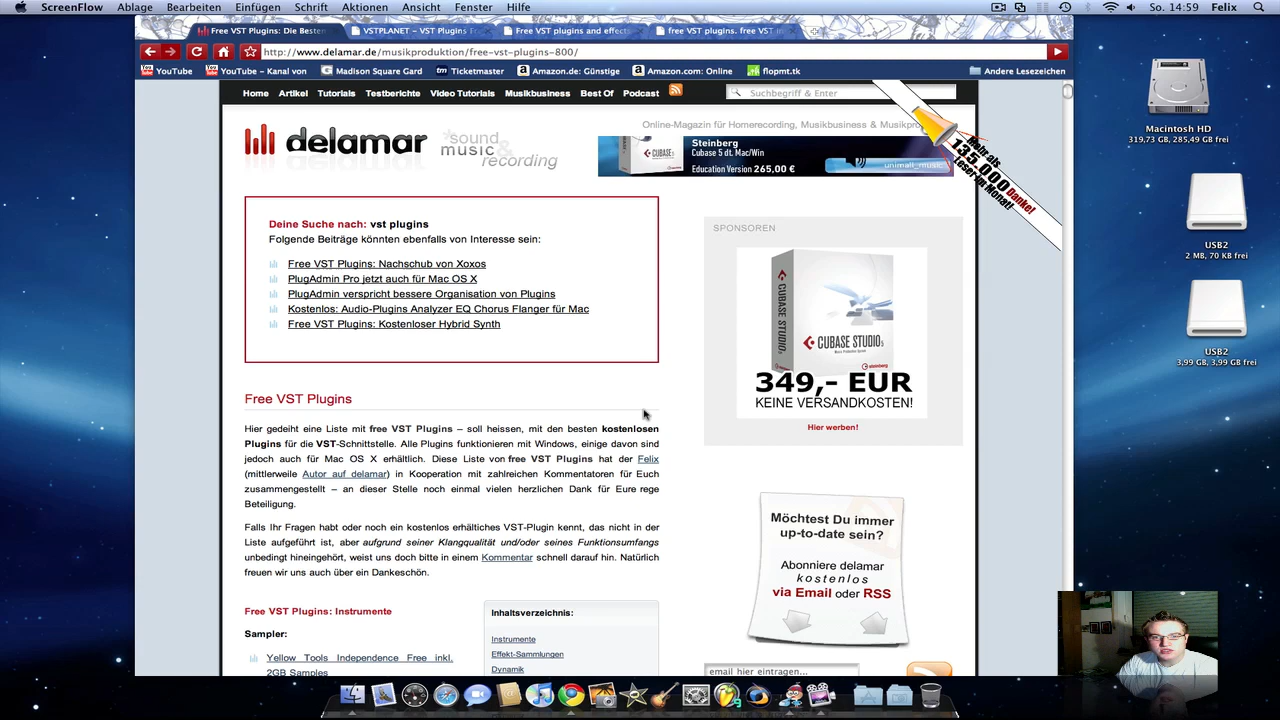 ScreenFlow Ablage Bearbeiten Einfügen Schrift Aktionen Ansicht Fenster Hilfe So. 14:59 Felix
Free VST Plugins: Die Besten VSTPLANET - VST Plugins Free VST plugins and effects free vst plugins. free VST
http://www.delamar.de/musikproduktion/free-vst-plugins-800/
YouTube YouTube – Kanal von Madison Square Gard Ticketmaster Amazon.de: Günstige Amazon.com: Online flopmt.tk Andere Lesezeichen
Home Artikel Tutorials Testberichte Video Tutorials Musikbusiness Best Of Podcast Suchbegriff & Enter
Online-Magazin für Homerecording, Musikbusiness &
delamar
sound
music &
recording
Steinberg
Cubase 5 dt. Mac/Win
Education Version 265,00 €
unimall_music
Mehr als
135.000 Danke!
Leser im Monat!
Macintosh HD
319,73 GB, 285,49 GB frei
USB2
2 MB, 70 KB frei
USB2
3,99 GB, 3,99 GB frei
Deine Suche nach: vst plugins
Folgende Beiträge könnten ebenfalls von Interesse sein:
Free VST Plugins: Nachschub von Xoxos
PlugAdmin Pro jetzt auch für Mac OS X
PlugAdmin verspricht bessere Organisation von Plugins
Kostenlos: Audio-Plugins Analyzer EQ Chorus Flanger für Mac
Free VST Plugins: Kostenloser Hybrid Synth
SPONSOREN
CUBASE STUDIO 5
CUBASE STUDIO5
steinberg
349,- EUR
KEINE VERSANDKOSTEN!
Hier werben!
Free VST Plugins
Hier gedeiht eine Liste mit free VST Plugins – soll heissen, mit den besten kostenlosen
Plugins für die VST-Schnittstelle. Alle Plugins funktionieren mit Windows, einige davon sind
jedoch auch für Mac OS X erhältlich. Diese Liste von free VST Plugins hat der Felix
(mittlerweile Autor auf delamar) in Kooperation mit zahlreichen Kommentatoren für Euch
zusammengestellt – an dieser Stelle noch einmal vielen herzlichen Dank für Eure rege
Beteiligung.
Falls Ihr Fragen habt oder noch ein kostenlos erhältiches VST-Plugin kennt, das nicht in der
Liste aufgeführt ist, aber aufgrund seiner Klangqualität und/oder seines Funktionsumfangs
unbedingt hineingehört, weist uns doch bitte in einem Kommentar schnell darauf hin. Natürlich
freuen wir uns auch über ein Dankeschön.
Möchtest Du immer
up-to-date sein?
Abonniere delamar
kostenlos
via Email oder RSS
email hier eintragen...
Free VST Plugins: Instrumente
Sampler:
Yellow Tools Independence Free inkl.
2GB Samples
Inhaltsverzeichnis:
Instrumente
Effekt-Sammlungen
Dynamik